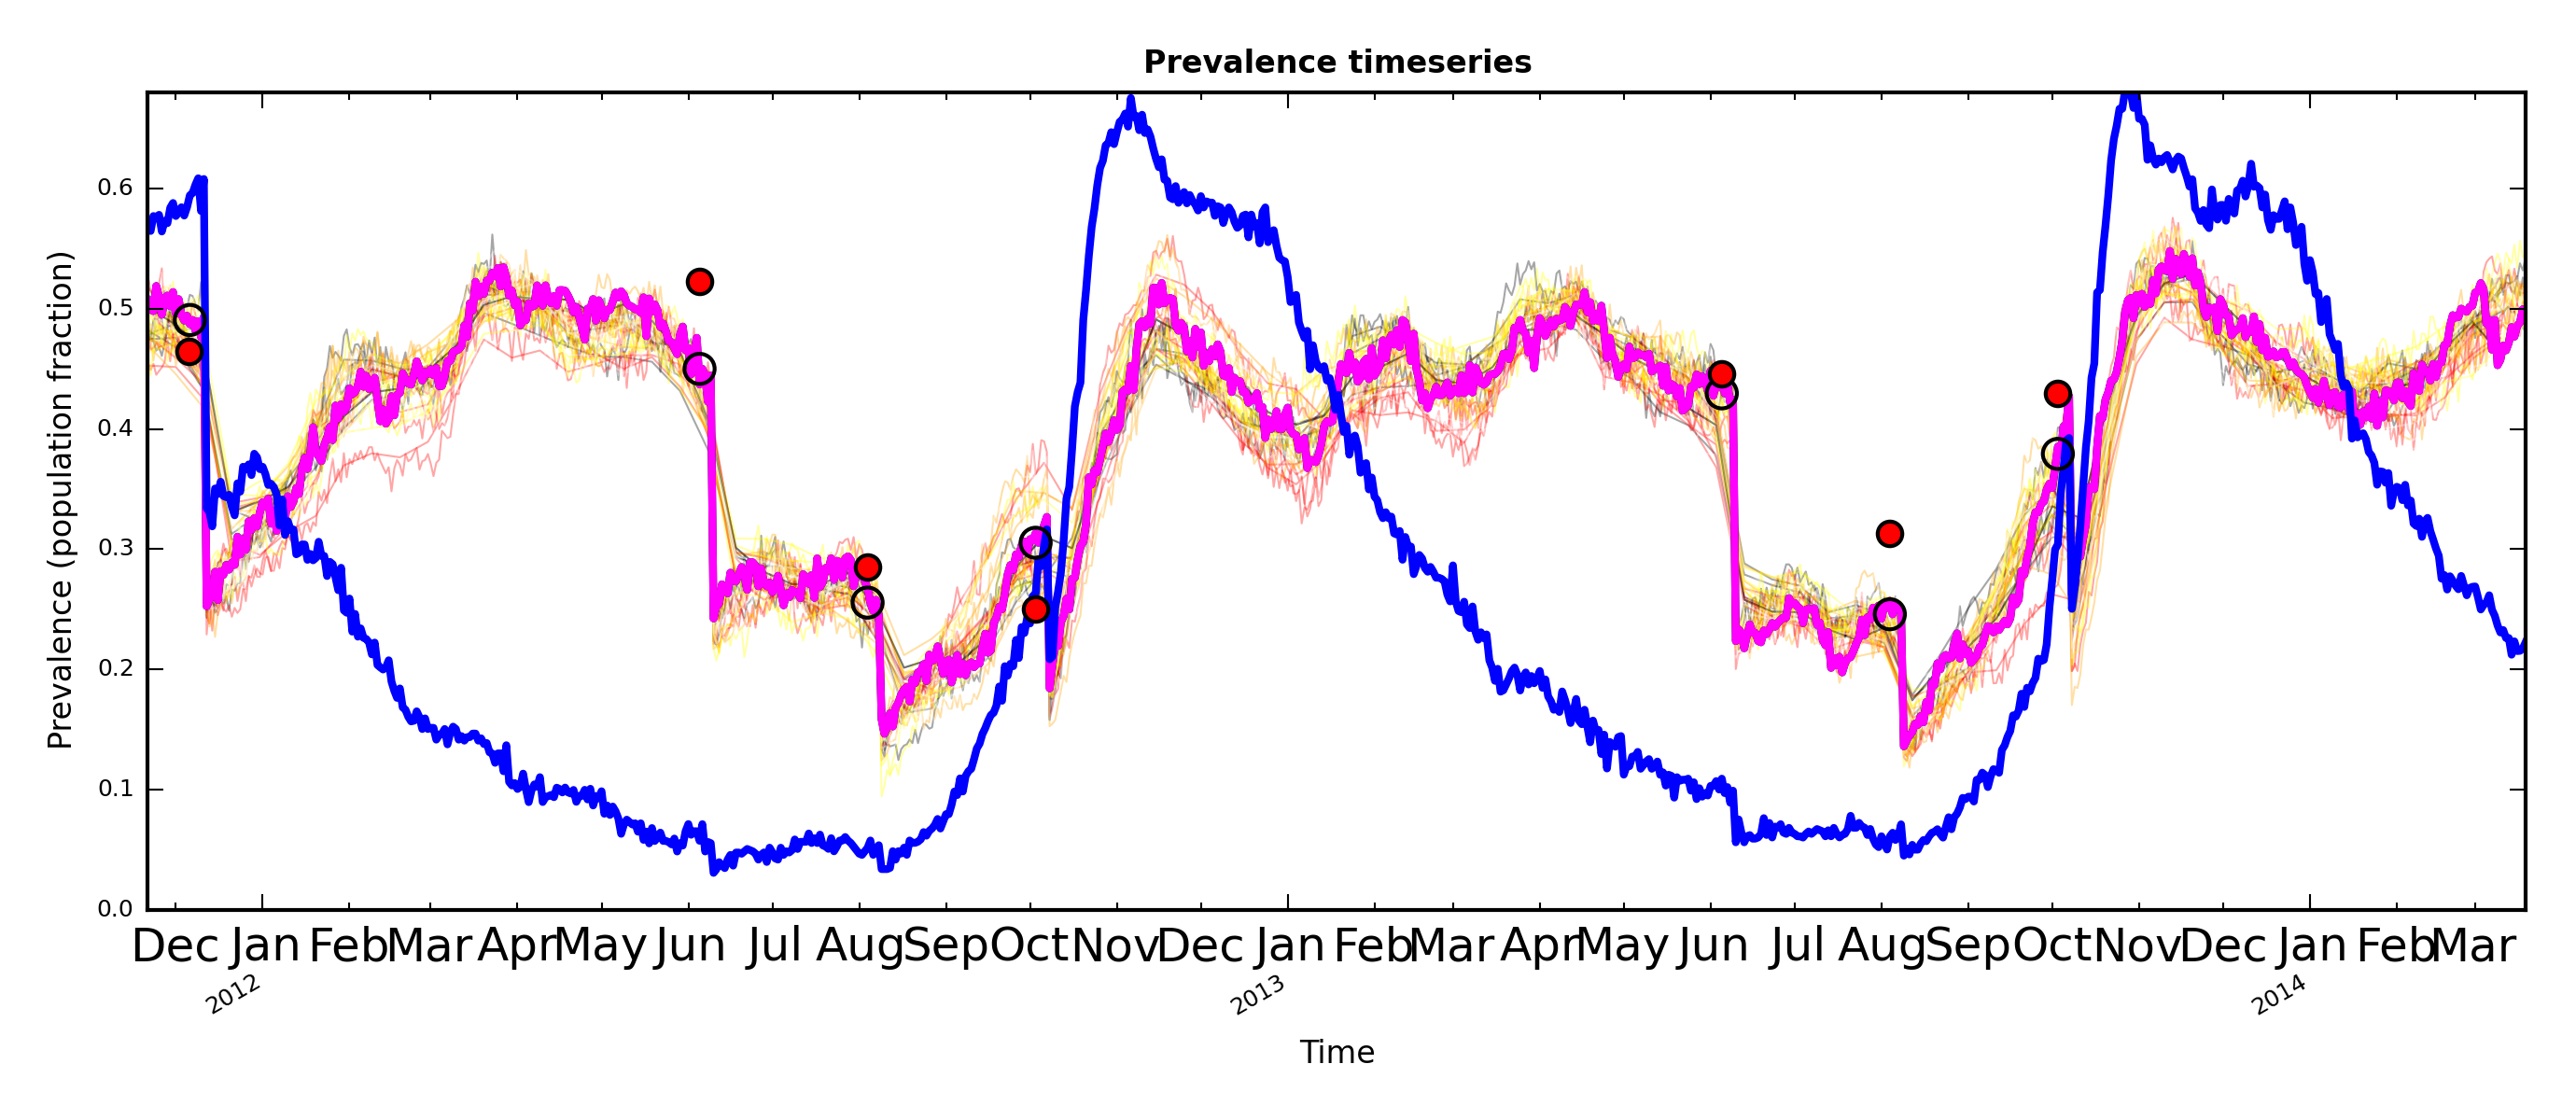 Prevalence timeseries
Prevalence (population fraction)
0.6
0.5
0.4
0.3
0.2
0.1
0.0
Dec Jan Feb Mar Apr May Jun Jul Aug Sep Oct Nov Dec Jan Feb Mar Apr May Jun Jul Aug Sep Oct Nov Dec Jan Feb Mar
2012 2013 2014
Time